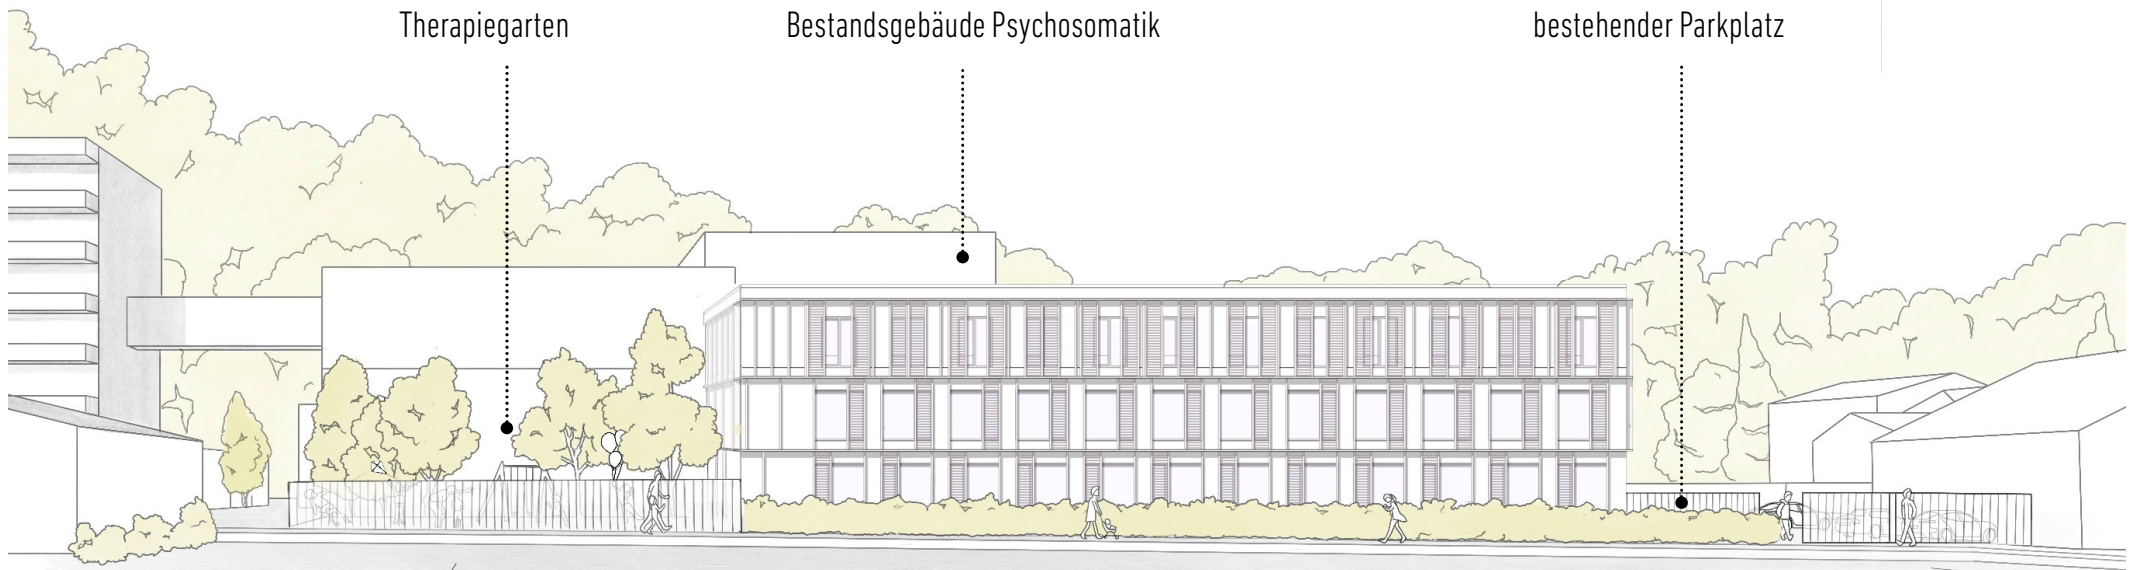 Therapiegarten
Bestandsgebäude Psychosomatik
bestehender Parkplatz